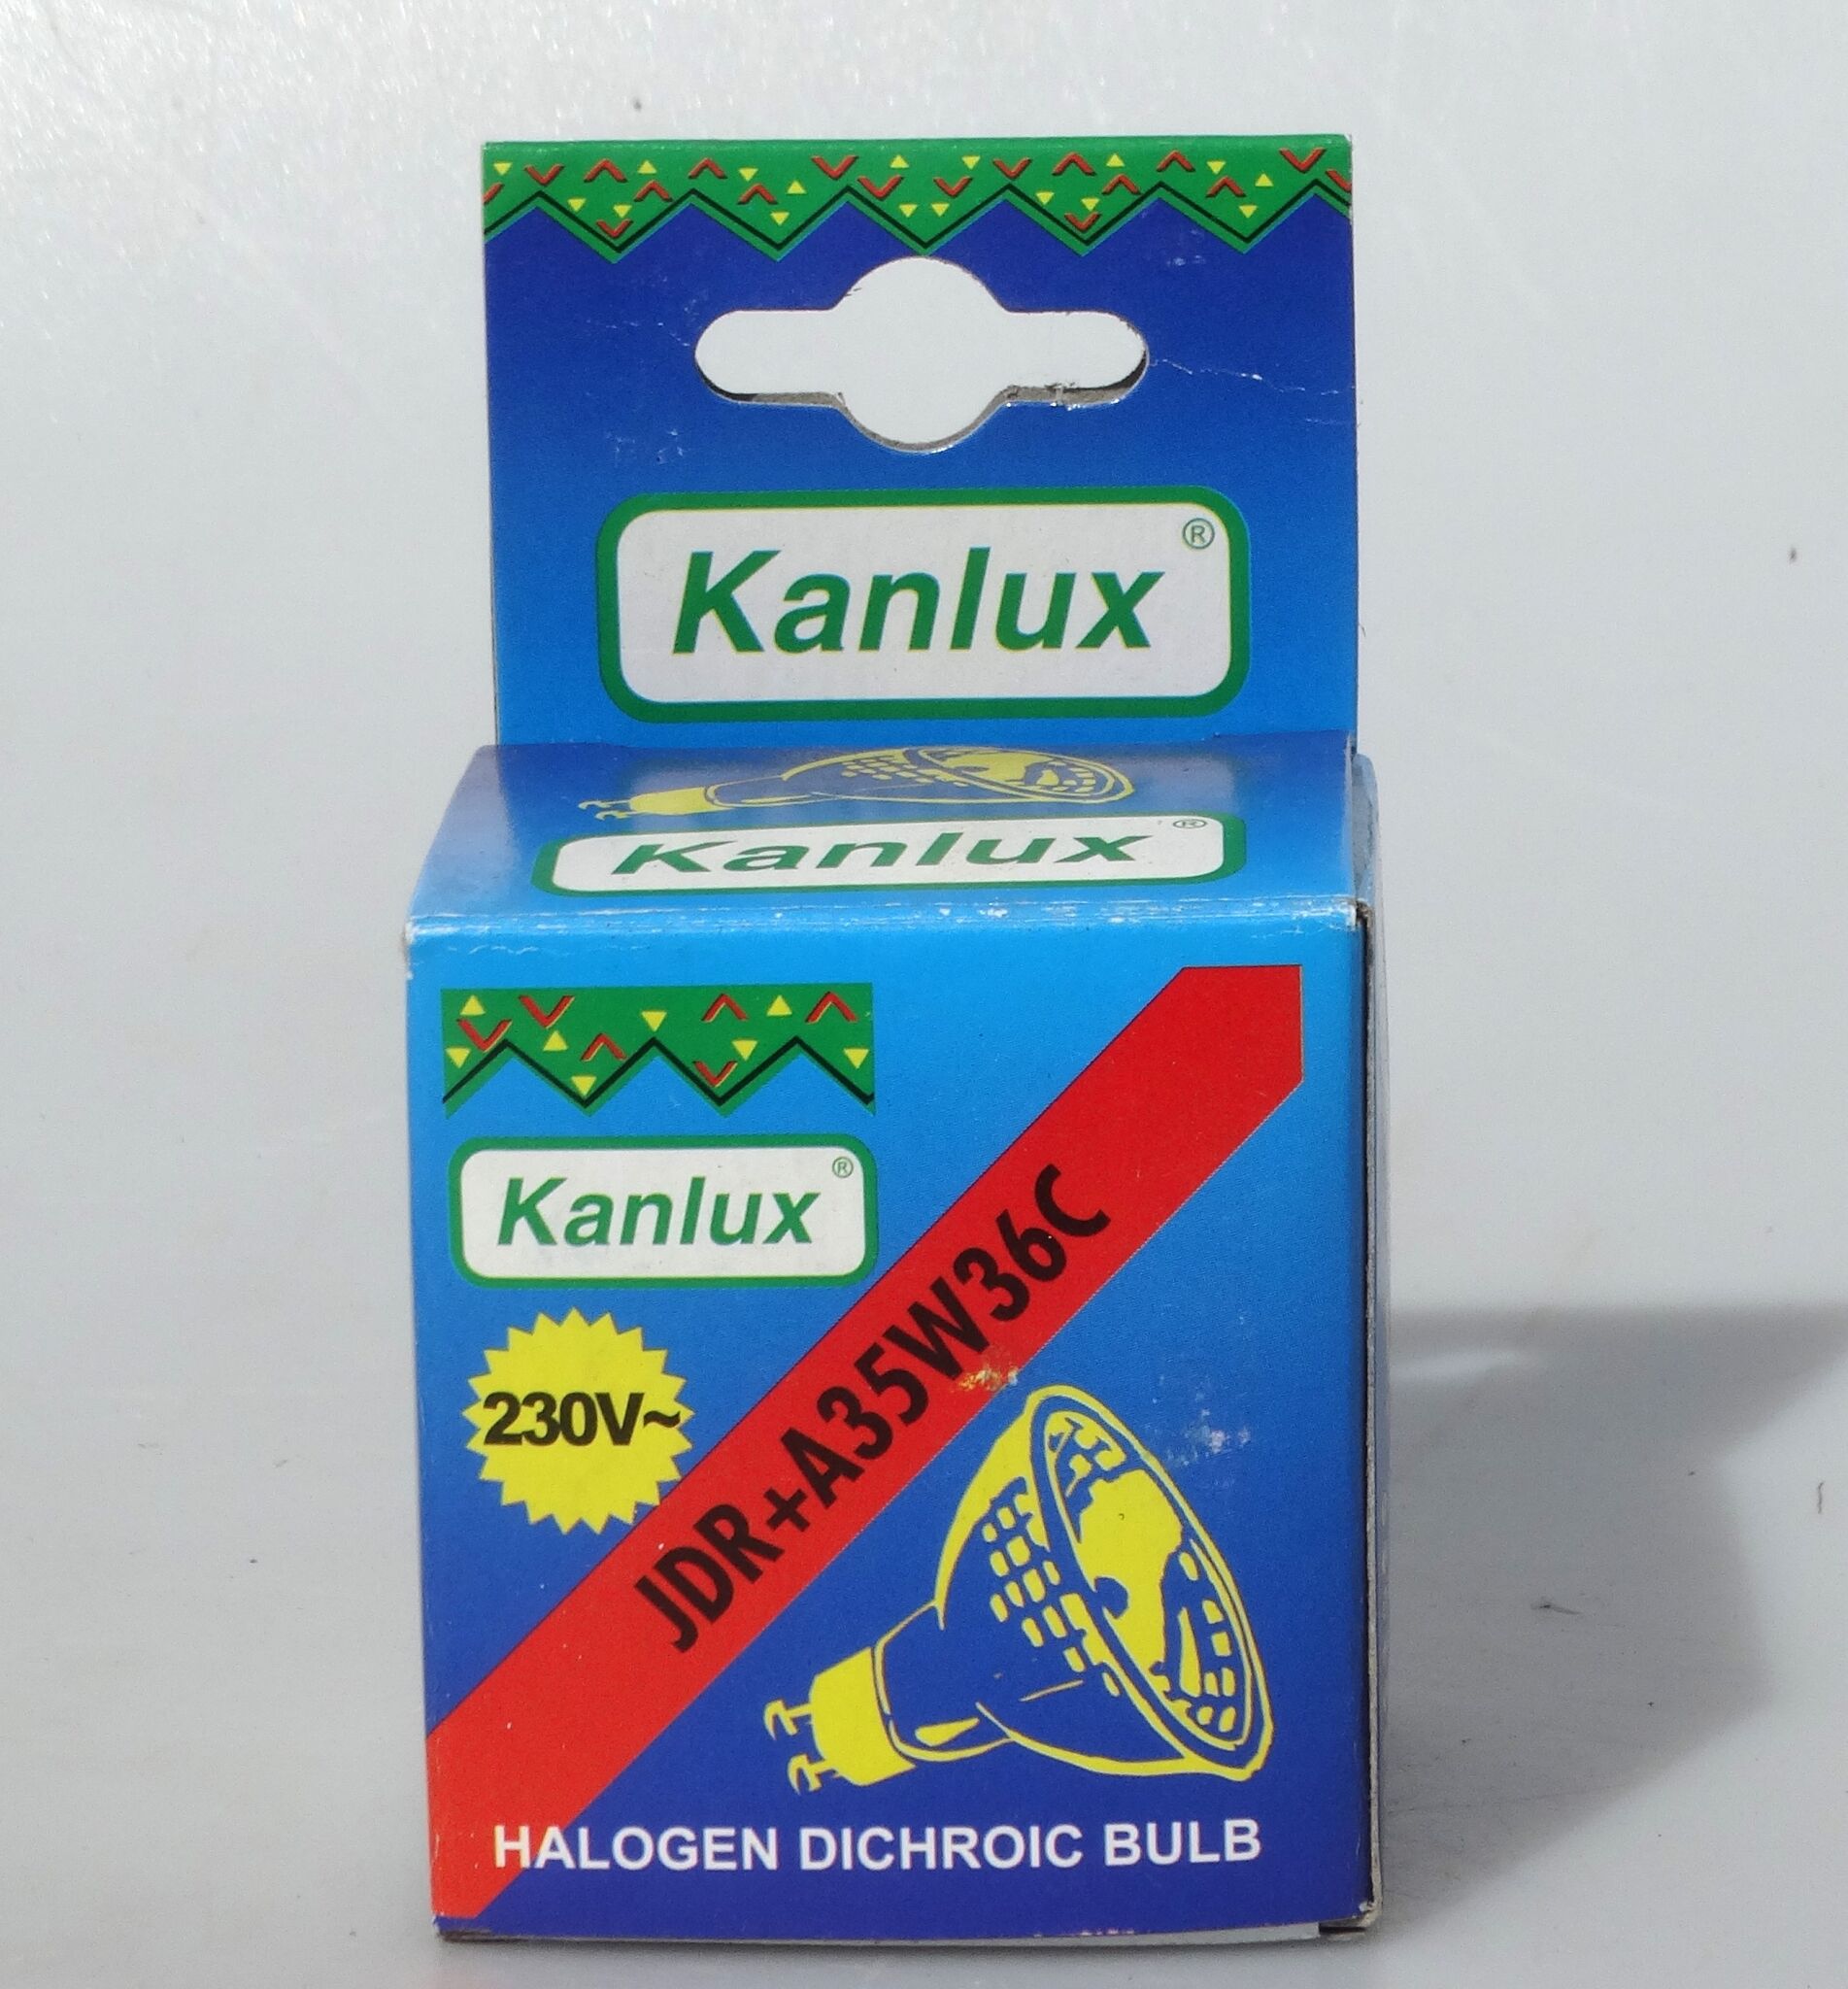 Kanlux ®
Kanlux ®
Kanlux ®
230V~
JDR+A35W36C
HALOGEN DICHROIC BULB